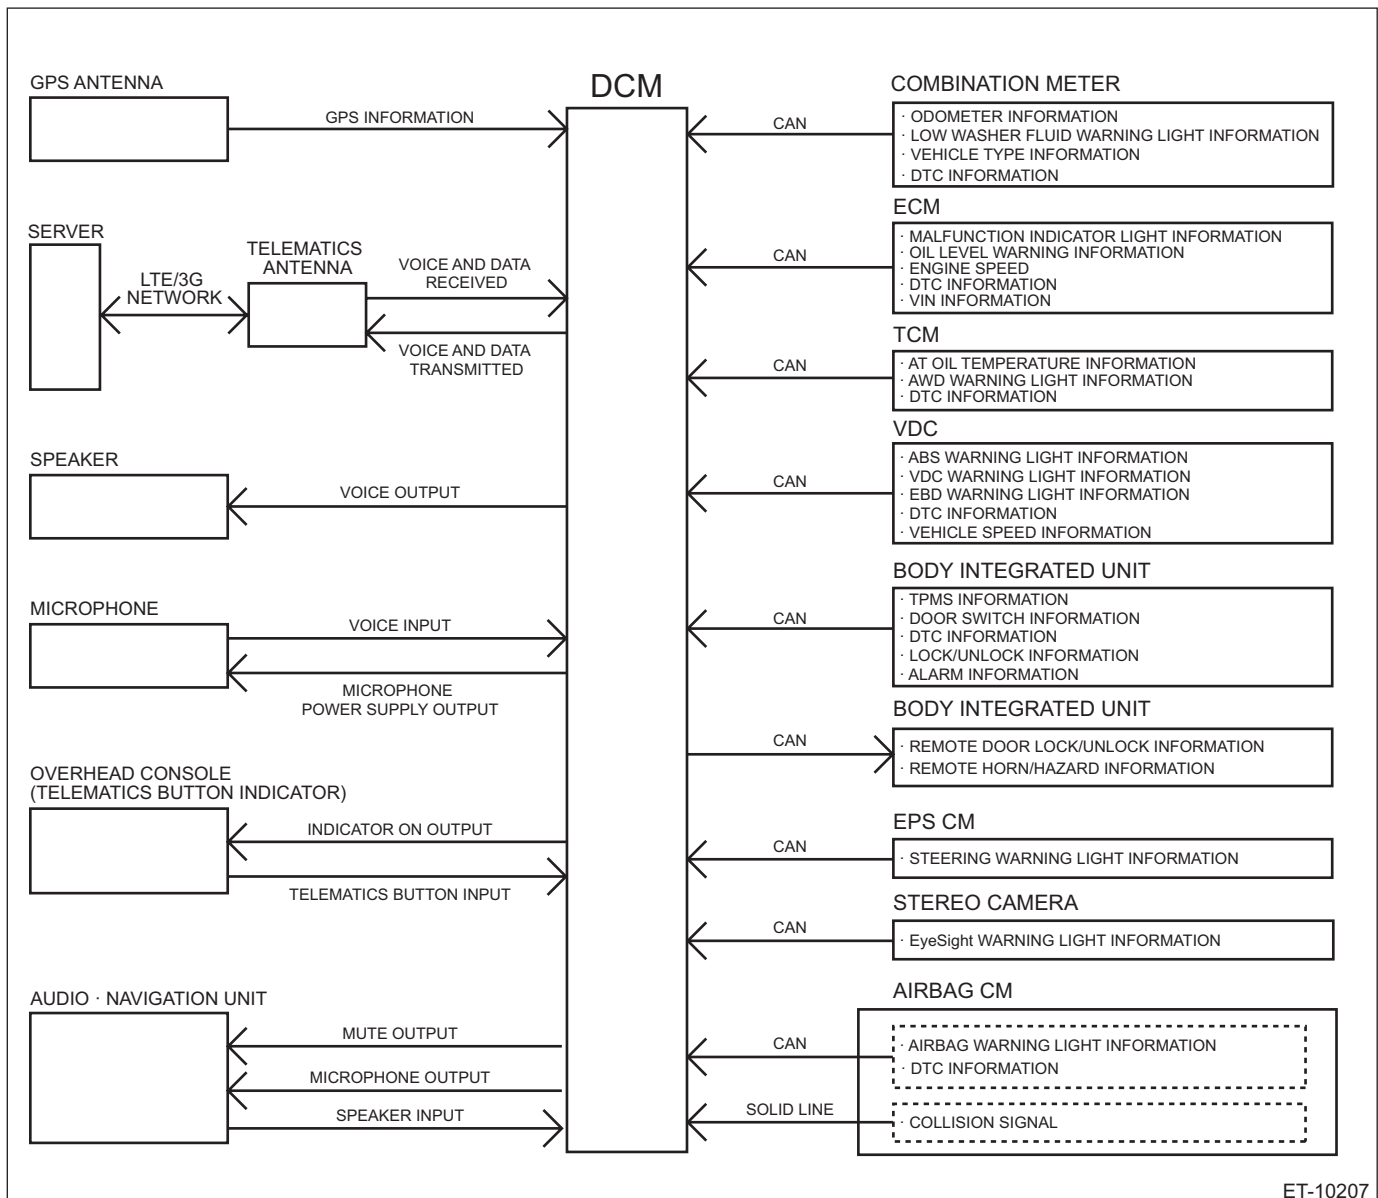 DCM
GPS ANTENNA
GPS INFORMATION
SERVER
LTE/3G
NETWORK
TELEMATICS
ANTENNA
VOICE AND DATA
RECEIVED
VOICE AND DATA
TRANSMITTED
SPEAKER
VOICE OUTPUT
MICROPHONE
VOICE INPUT
MICROPHONE
POWER SUPPLY OUTPUT
OVERHEAD CONSOLE
(TELEMATICS BUTTON INDICATOR)
INDICATOR ON OUTPUT
TELEMATICS BUTTON INPUT
AUDIO · NAVIGATION UNIT
MUTE OUTPUT
MICROPHONE OUTPUT
SPEAKER INPUT
COMBINATION METER
CAN
· ODOMETER INFORMATION
· LOW WASHER FLUID WARNING LIGHT INFORMATION
· VEHICLE TYPE INFORMATION
· DTC INFORMATION
ECM
CAN
· MALFUNCTION INDICATOR LIGHT INFORMATION
· OIL LEVEL WARNING INFORMATION
· ENGINE SPEED
· DTC INFORMATION
· VIN INFORMATION
TCM
CAN
· AT OIL TEMPERATURE INFORMATION
· AWD WARNING LIGHT INFORMATION
· DTC INFORMATION
VDC
CAN
· ABS WARNING LIGHT INFORMATION
· VDC WARNING LIGHT INFORMATION
· EBD WARNING LIGHT INFORMATION
· DTC INFORMATION
· VEHICLE SPEED INFORMATION
BODY INTEGRATED UNIT
CAN
· TPMS INFORMATION
· DOOR SWITCH INFORMATION
· DTC INFORMATION
· LOCK/UNLOCK INFORMATION
· ALARM INFORMATION
BODY INTEGRATED UNIT
CAN
· REMOTE DOOR LOCK/UNLOCK INFORMATION
· REMOTE HORN/HAZARD INFORMATION
EPS CM
CAN
· STEERING WARNING LIGHT INFORMATION
STEREO CAMERA
CAN
· EyeSight WARNING LIGHT INFORMATION
AIRBAG CM
CAN
· AIRBAG WARNING LIGHT INFORMATION
· DTC INFORMATION
SOLID LINE
· COLLISION SIGNAL
ET-10207